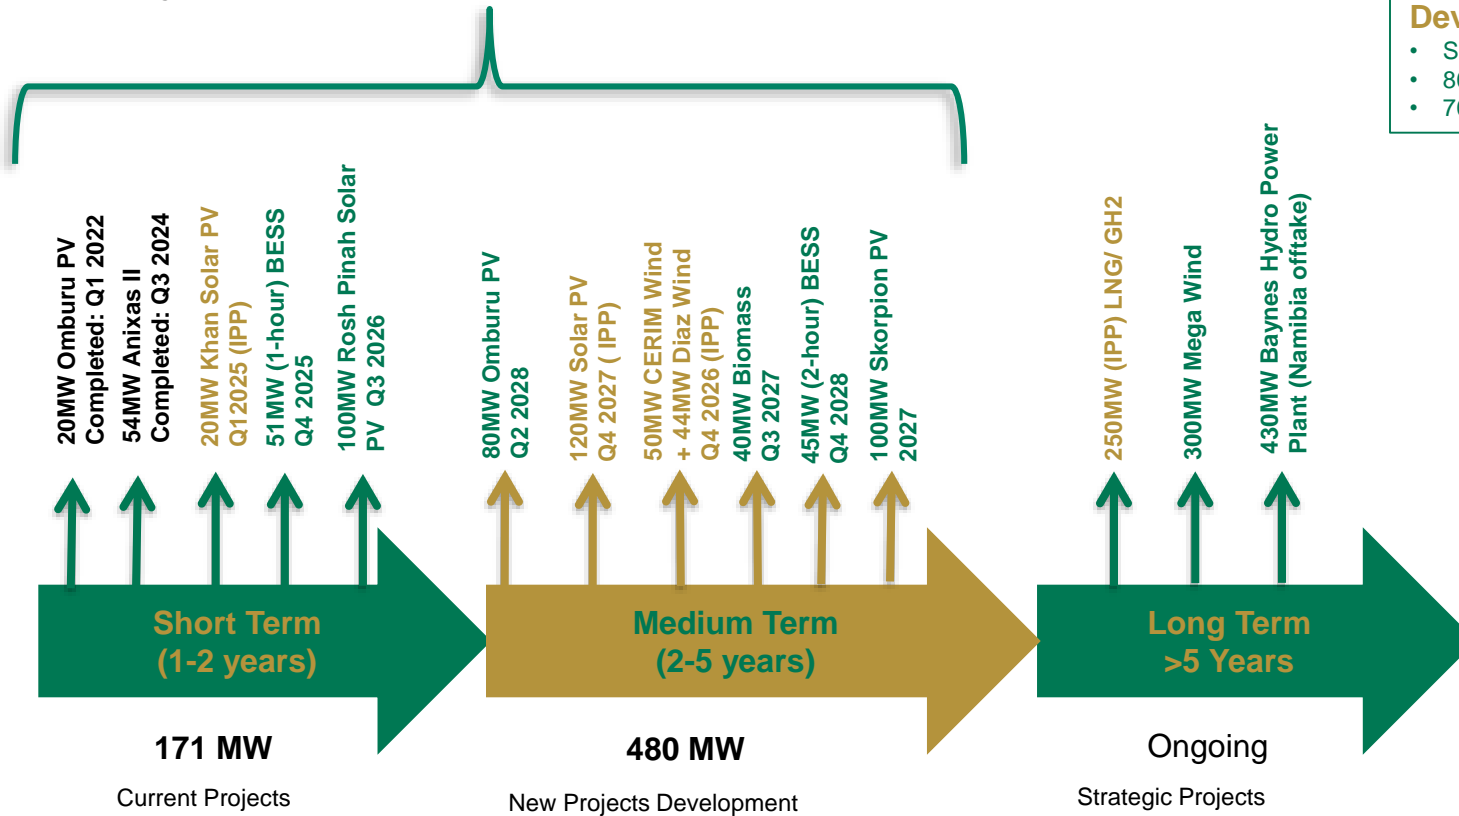 20MW Omburu PV
Completed: Q1 2022
54MW Anixas II
Completed: Q3 2024
20MW Khan Solar PV
Q12025 (IPP)
51MW (1-hour) BESS
Q4 2025
100MW Rosh Pinah Solar
PV Q3 2026
80MW Omburu PV
Q2 2028
120MW Solar PV
Q4 2027 ( IPP)
50MW CERIM Wind
+ 44MW Diaz Wind
Q4 2026 (IPP)
40MW Biomass
Q3 2027
45MW (2-hour) BESS
Q4 2028
100MW Skorpion PV
2027
250MW (IPP) LNG/ GH2
300MW Mega Wind
430MW Baynes Hydro Power
Plant (Namibia offtake)
Short Term
(1-2 years)
Medium Term
(2-5 years)
Long Term
>5 Years
171 MW
480 MW
Ongoing
Current Projects
New Projects Development
Strategic Projects